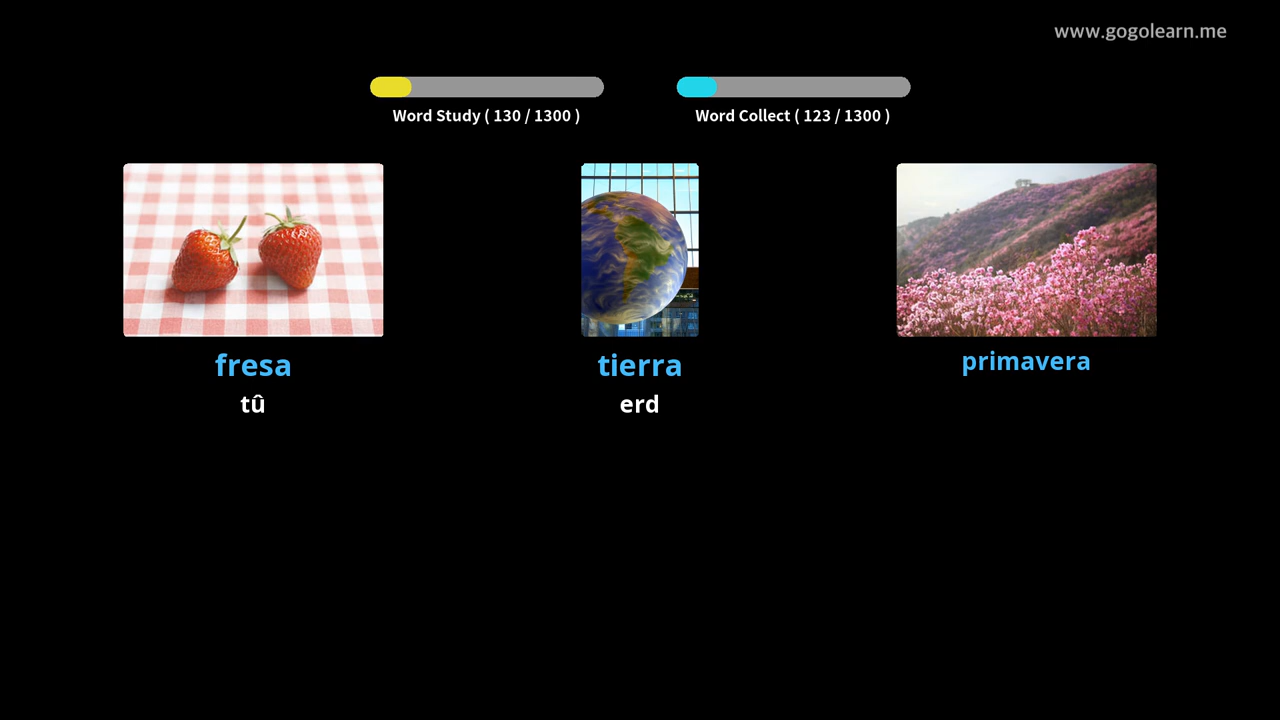 www.gogolearn.me
Word Study ( 130 / 1300 )
Word Collect ( 123 / 1300 )
fresa
tû
tierra
erd
primavera